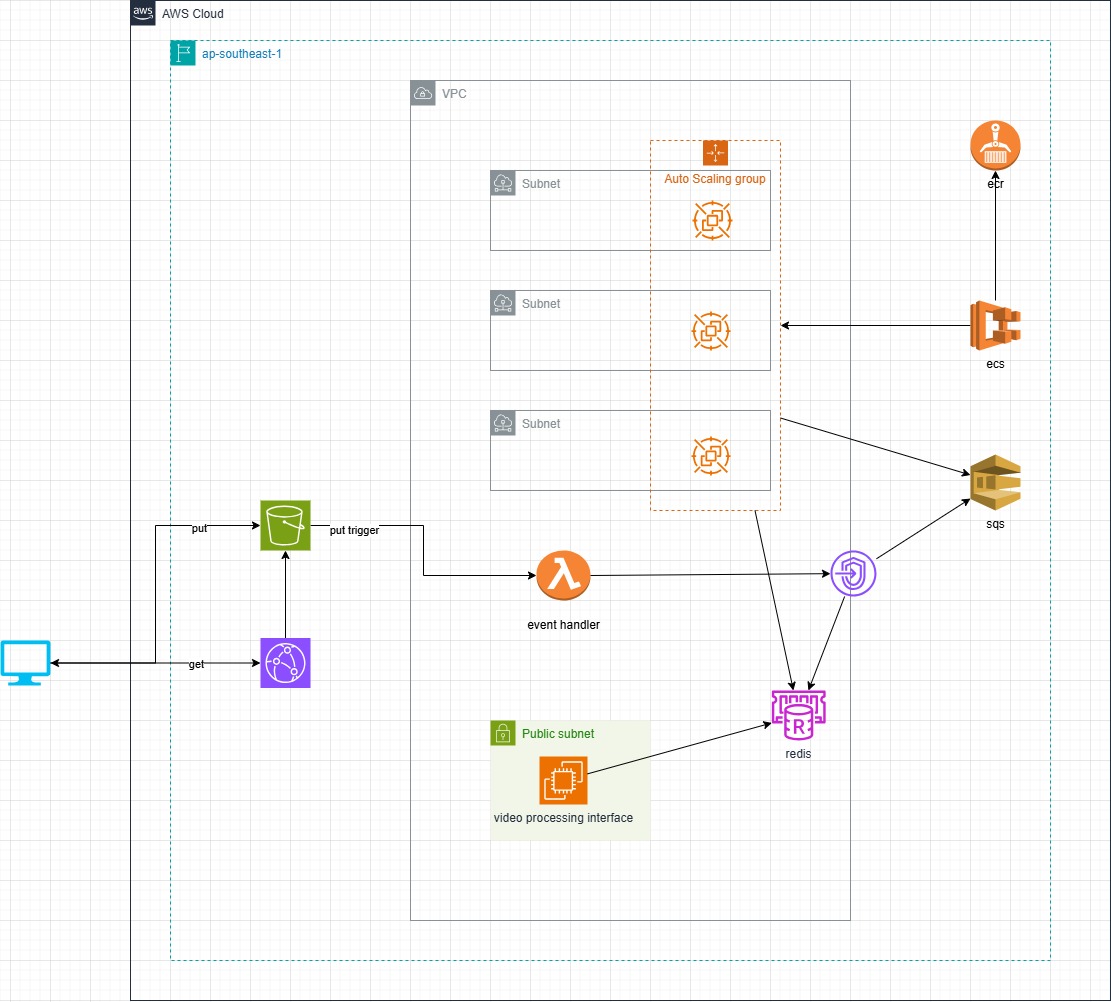 aws
AWS Cloud
ap-southeast-1
VPC
Auto Scaling group
Subnet
ecr
Subnet
ecs
Subnet
sqs
put
put trigger
event handler
get
R
redis
Public subnet
video processing interface